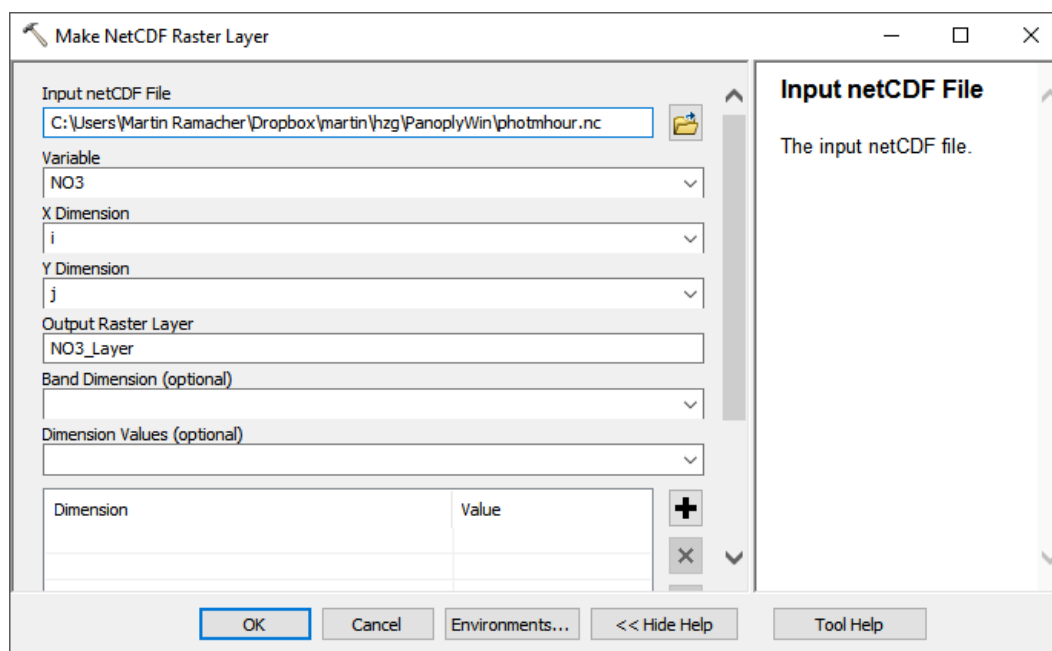 Make NetCDF Raster Layer
Input netCDF File
C:\Users\Martin Ramacher\Dropbox\martin\hzg\PanoplyWin\photmhour.nc
Variable
NO3
X Dimension
i
Y Dimension
j
Output Raster Layer
NO3_Layer
Band Dimension (optional)
Dimension Values (optional)
Dimension Value
Input netCDF File
The input netCDF file.
OK Cancel Environments... << Hide Help Tool Help